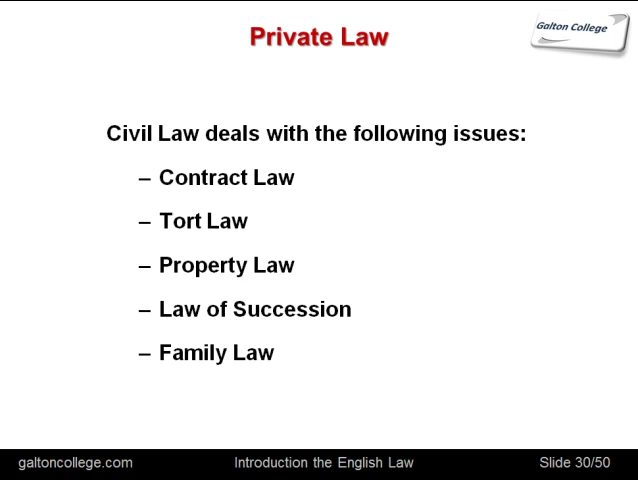 Private Law
Galton College
Civil Law deals with the following issues:
– Contract Law
– Tort Law
– Property Law
– Law of Succession
– Family Law
galtoncollege.com
Introduction the English Law
Slide 30/50